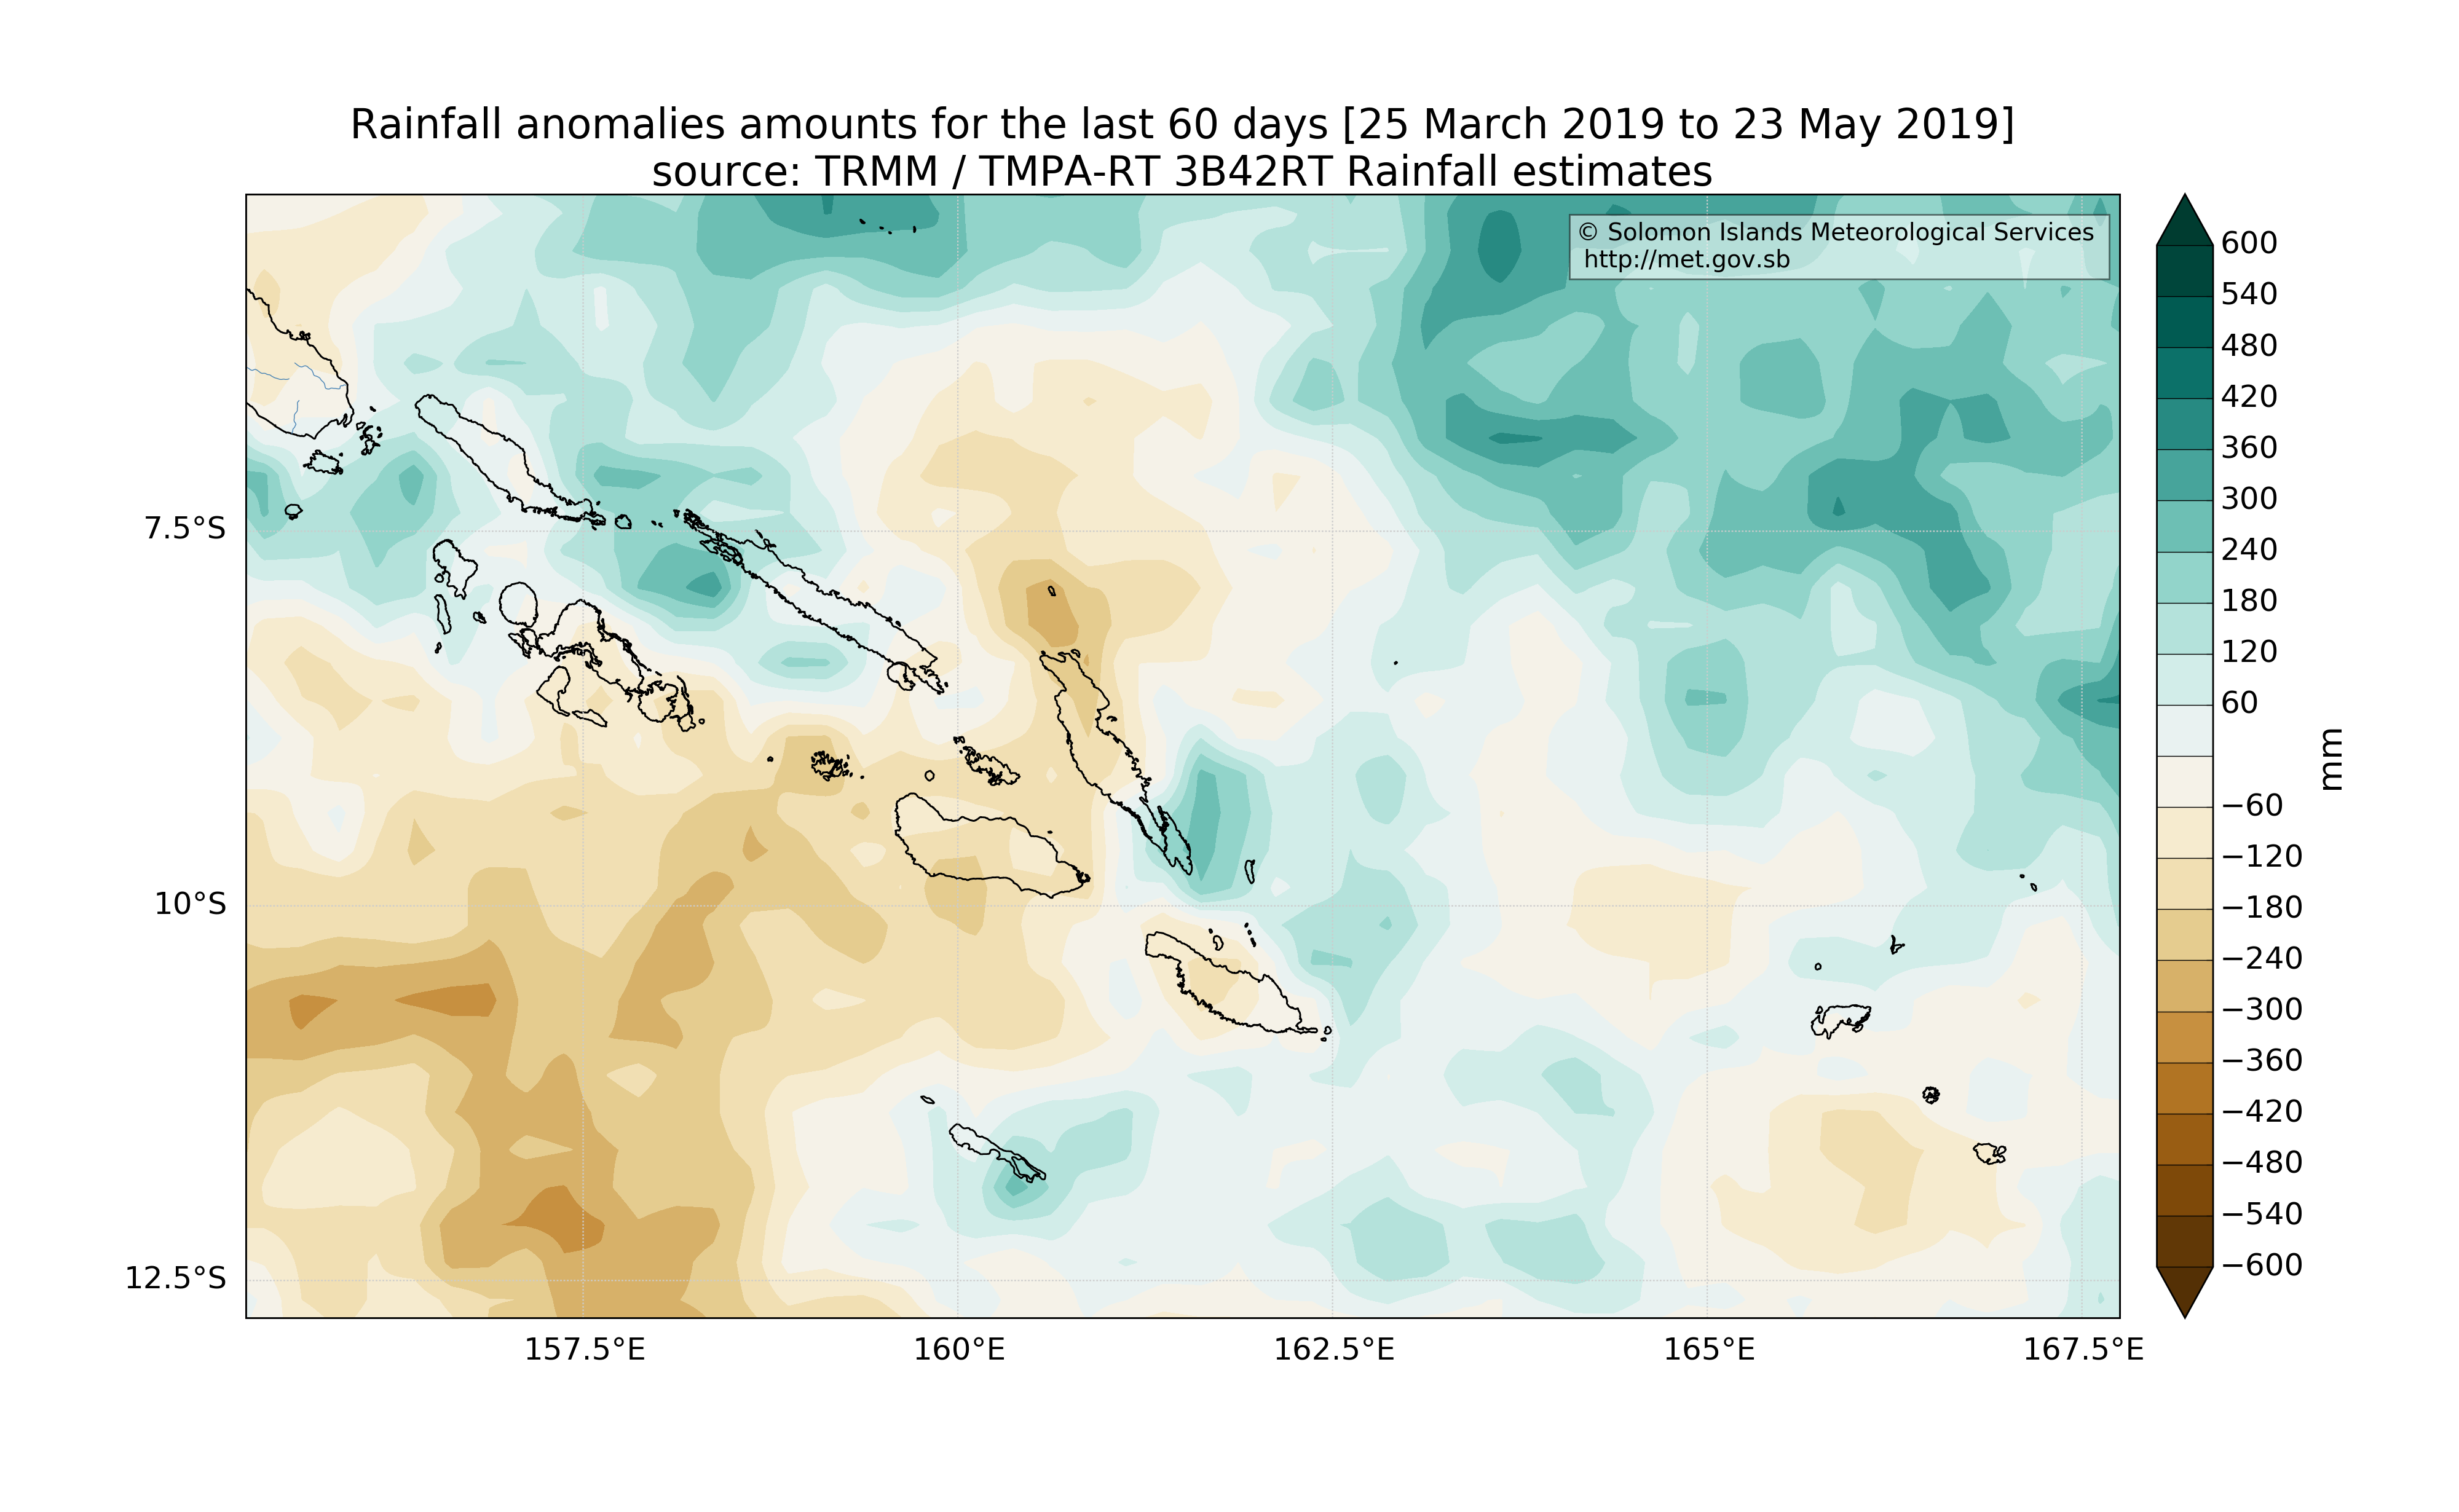 Rainfall anomalies amounts for the last 60 days [25 March 2019 to 23 May 2019]
source: TRMM / TMPA-RT 3B42RT Rainfall estimates
© Solomon Islands Meteorological Services
http://met.gov.sb
7.5°S
10°S
12.5°S
157.5°E
160°E
162.5°E
165°E
167.5°E
600
540
480
420
360
300
240
180
120
60
−60
−120
−180
−240
−300
−360
−420
−480
−540
−600
mm